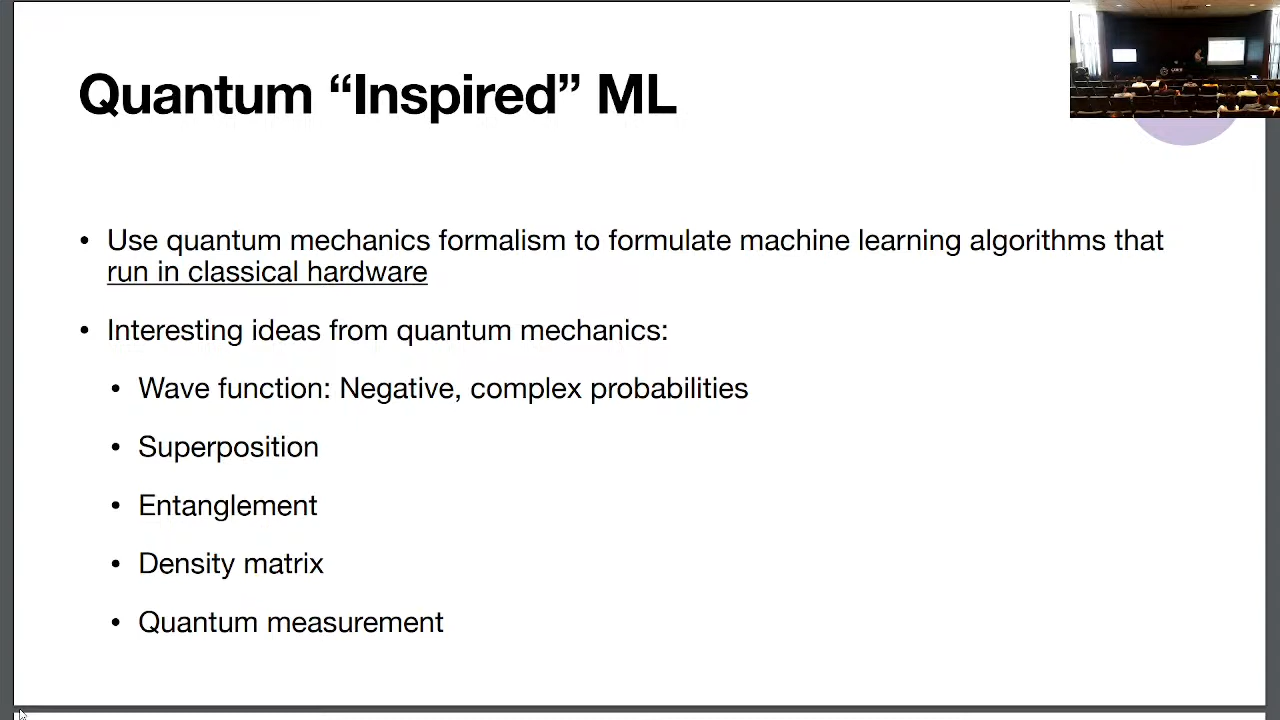 Quantum “Inspired” ML
• Use quantum mechanics formalism to formulate machine learning algorithms that
run in classical hardware
• Interesting ideas from quantum mechanics:
• Wave function: Negative, complex probabilities
• Superposition
• Entanglement
• Density matrix
• Quantum measurement